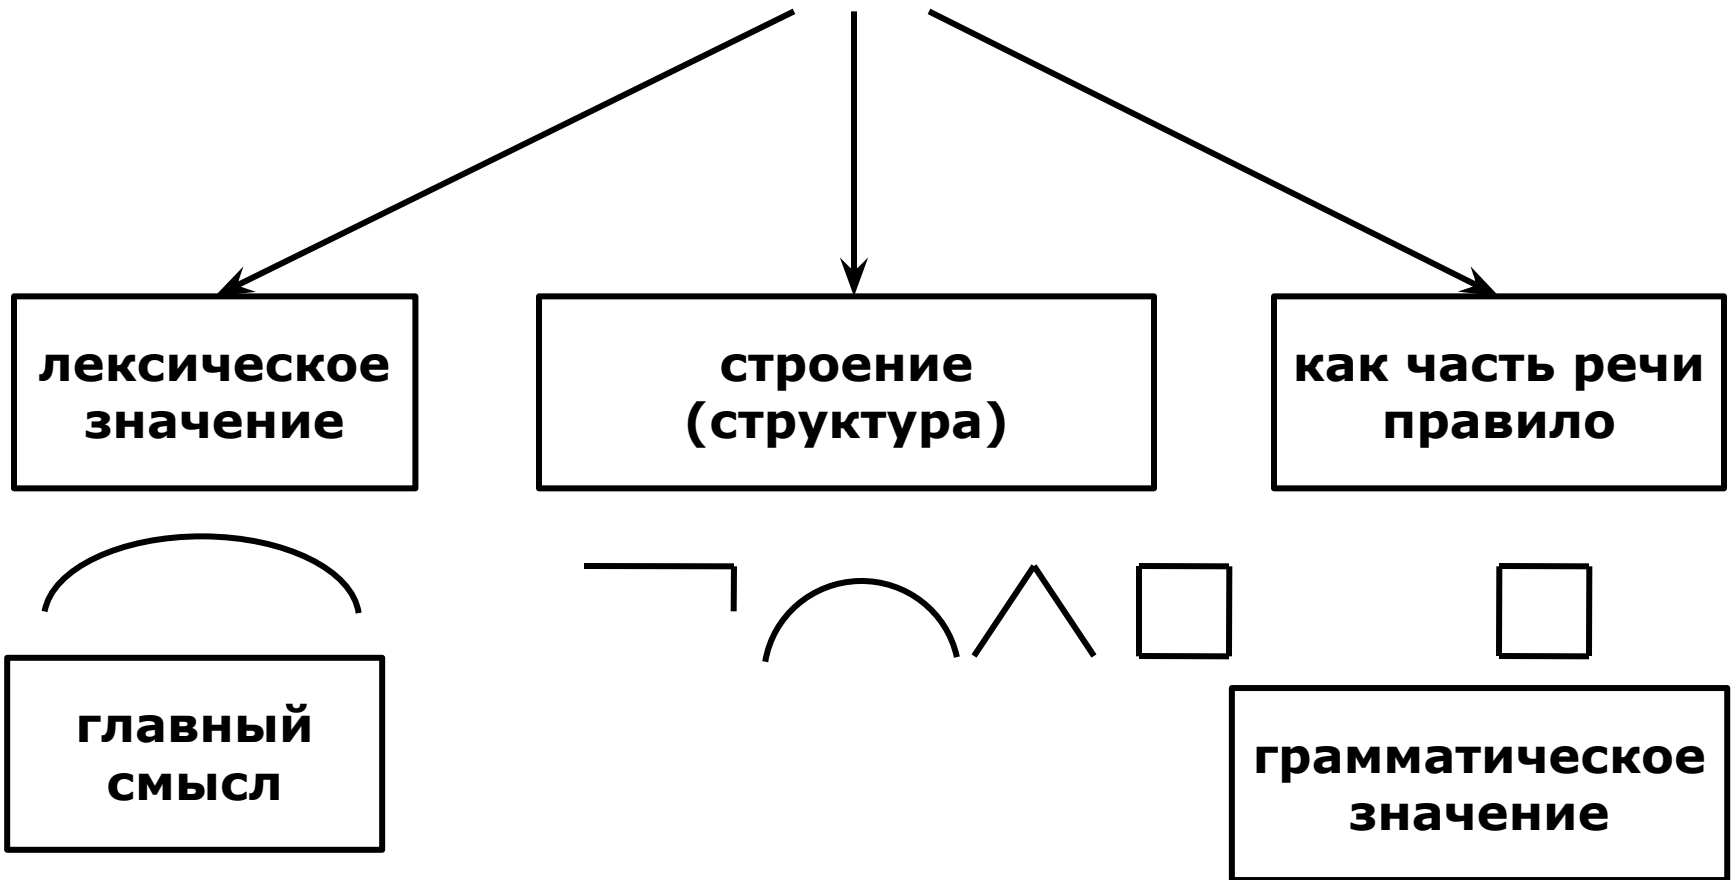 лексическое
значение
строение
(структура)
как часть речи
правило
главный
смысл
грамматическое
значение